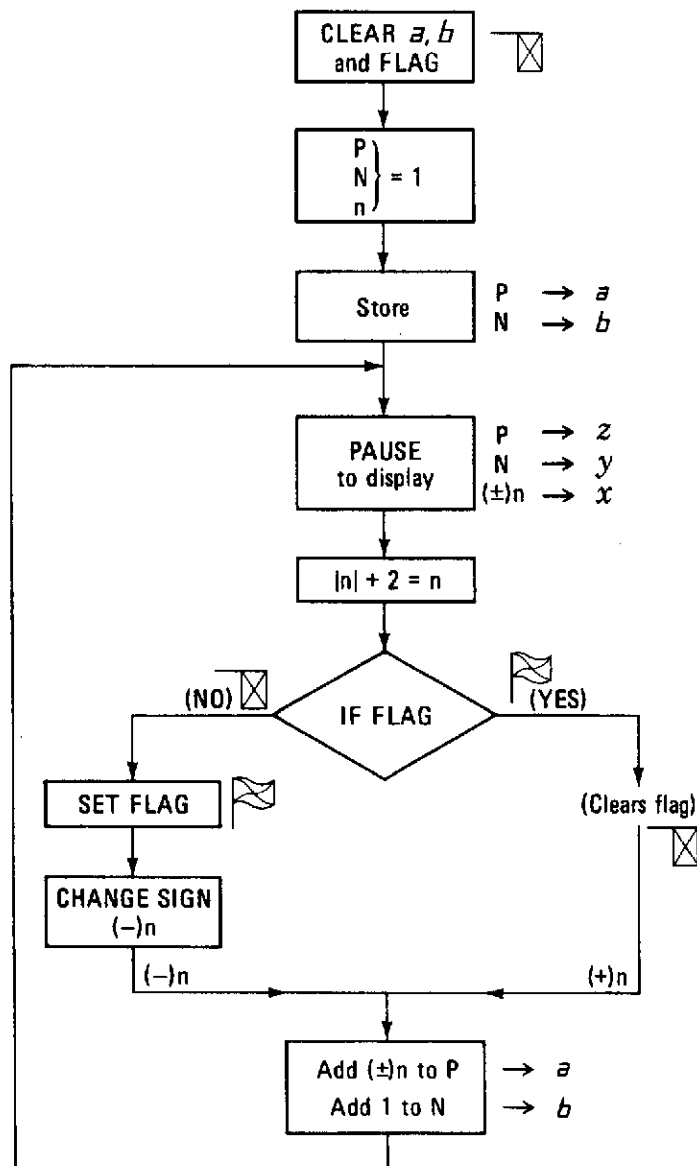 CLEAR a, b
and FLAG
P
N
n
} = 1
Store
P → a
N → b
PAUSE
to display
P → z
N → y
(±)n → x
|n| + 2 = n
(NO)
IF FLAG
(YES)
SET FLAG
(Clears flag)
CHANGE SIGN
(–)n
(–)n
(+)n
Add (±)n to P → a
Add 1 to N → b